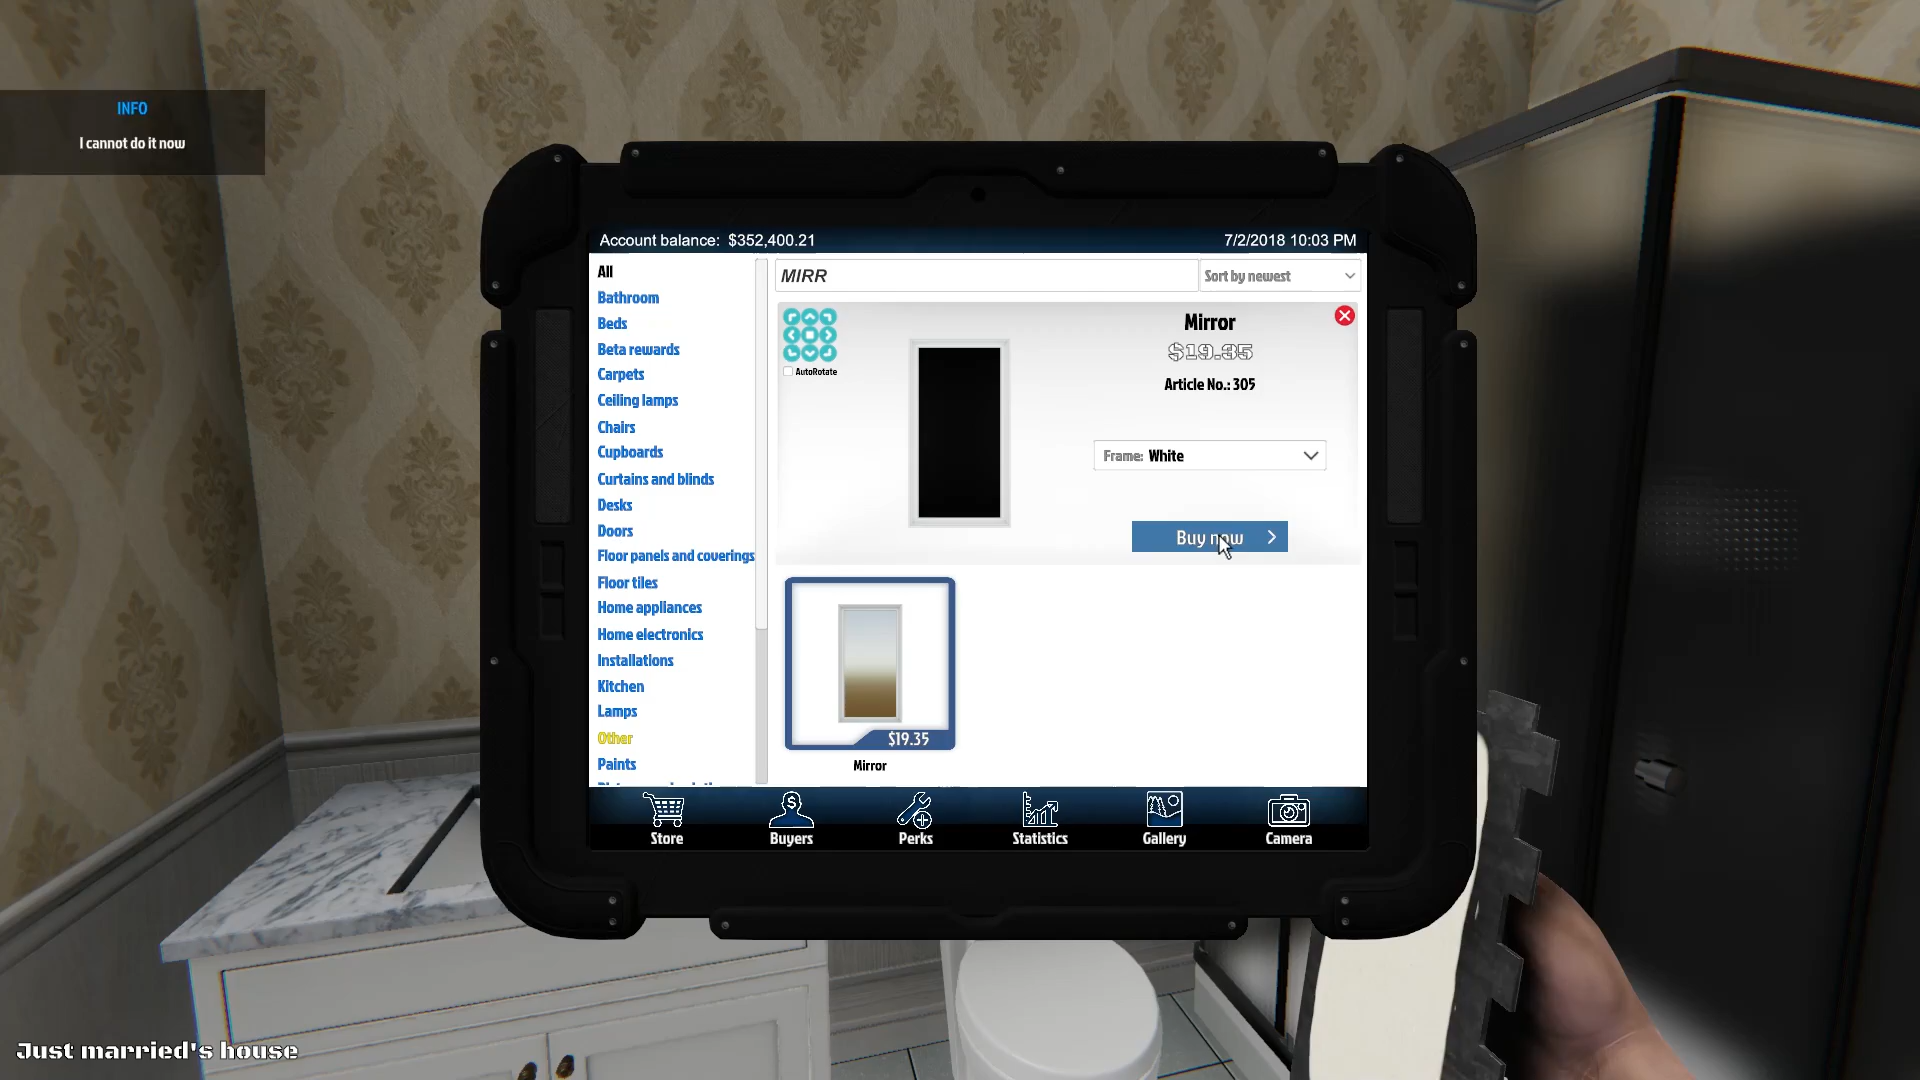 INFO
I cannot do it now
Account balance: $352,400.21
7/2/2018 10:03 PM
All
Bathroom
Beds
Beta rewards
Carpets
Ceiling lamps
Chairs
Cupboards
Curtains and blinds
Desks
Doors
Floor panels and coverings
Floor tiles
Home appliances
Home electronics
Installations
Kitchen
Lamps
Other
Paints
MIRR
Sort by newest
AutoRotate
Mirror
$19.35
Article No.: 305
Frame: White
Buy now
$19.35
Mirror
Store
Buyers
Perks
Statistics
Gallery
Camera
Just married's house